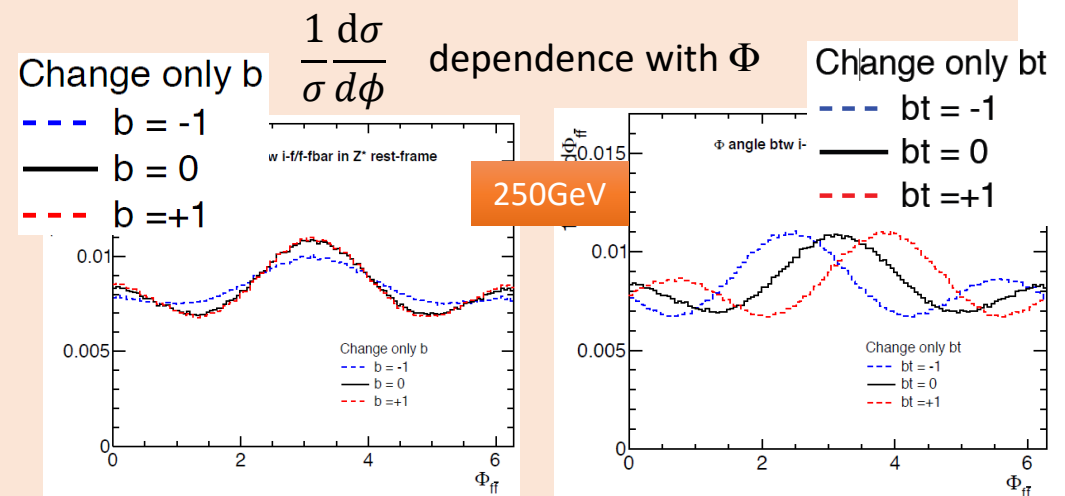 1 dσ
σ dϕ
dependence with Φ
Change only b
b = -1
b = 0
b =+1
w i-f/f-fbar in Z* rest-frame
0.01
0.005
0
Change only b
b = -1
b = 0
b =+1
0 2 4 6
Φff̄
250GeV
Change only bt
bt = -1
bt = 0
bt =+1
Φ angle btw i-
dΦff̄
0.015
0.01
0.005
0
Change only bt
bt = -1
bt = 0
bt =+1
0 2 4 6
Φff̄